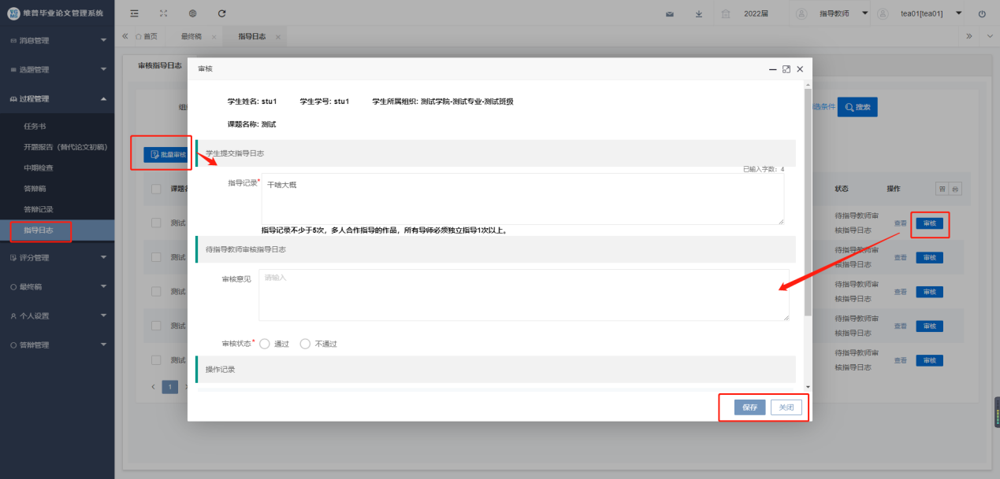 维普毕业论文管理系统
2022届
指导教师
tea01[tea01]
首页
最终稿
指导日志
消息管理
选题管理
过程管理
任务书
开题报告（替代论文初稿）
中期检查
答辩稿
答辩记录
指导日志
评分管理
最终稿
个人设置
答辩管理
审核指导日志
选条件
搜索
批量审核
状态
操作
测试
待指导教师审
核指导日志
查看
审核
测试
待指导教师审
核指导日志
查看
审核
测试
待指导教师审
核指导日志
查看
审核
测试
待指导教师审
核指导日志
查看
审核
测试
待指导教师审
核指导日志
查看
审核
1
审核
学生姓名: stu1 学生学号: stu1 学生所属组织: 测试学院-测试专业-测试班级
课题名称: 测试
学生提交指导日志
已输入字数: 4
指导记录*
干啥大概
指导记录不少于5次，多人合作指导的作品，所有导师必须独立指导1次以上。
待指导教师审核指导日志
审核意见
请输入
审核状态* 通过 不通过
操作记录
保存 关闭